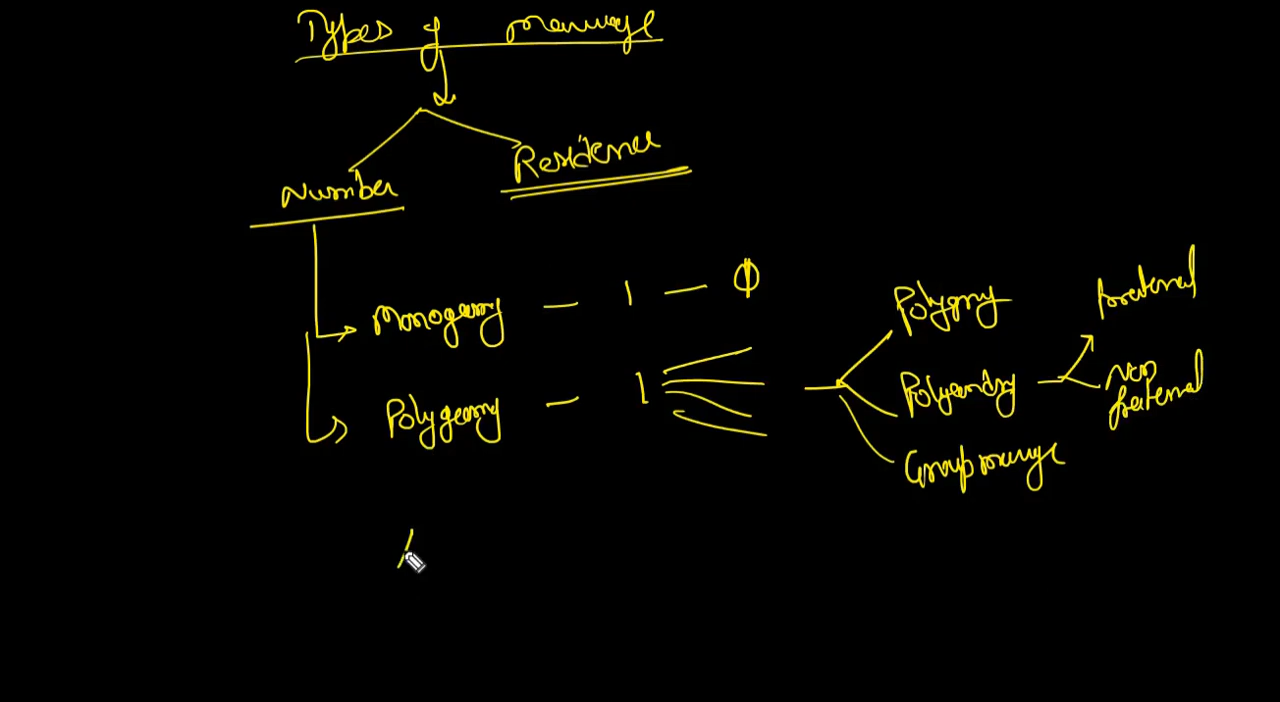 Types of marriage
Number
Residence
Monogamy - 1 - 1
Polygamy - 1
Polygyny
Polyandry
fraternal
non
fraternal
Group marriage